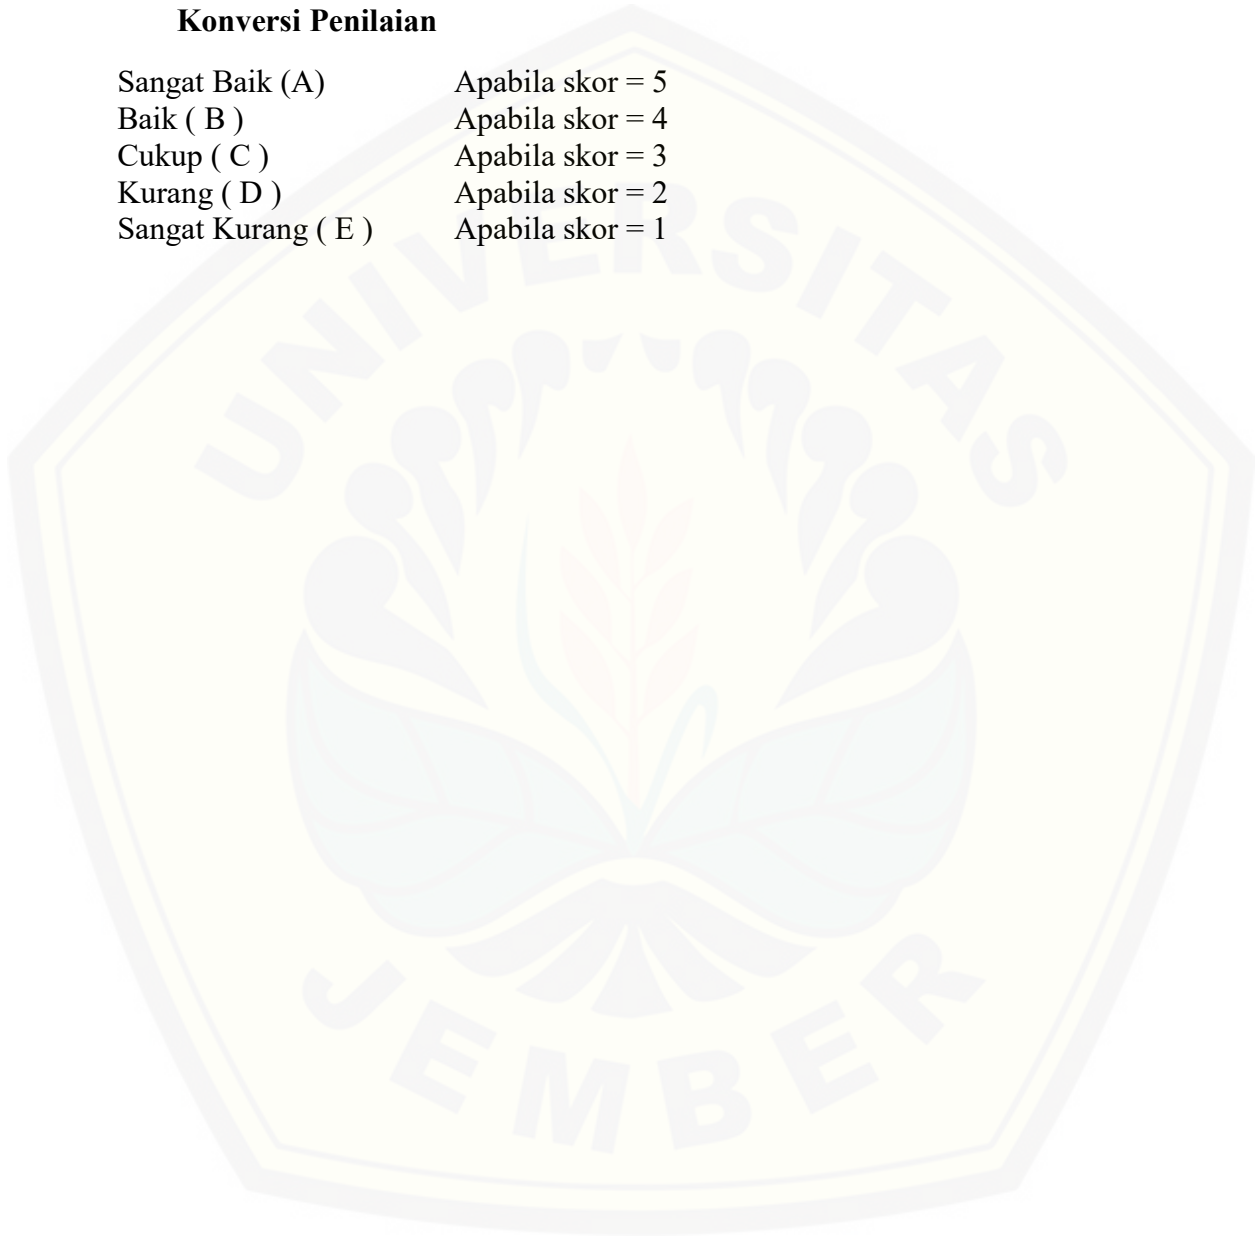 Konversi Penilaian
Sangat Baik (A) Apabila skor = 5
Baik ( B ) Apabila skor = 4
Cukup ( C ) Apabila skor = 3
Kurang ( D ) Apabila skor = 2
Sangat Kurang ( E ) Apabila skor = 1
UNIVERSITAS
JEMBER